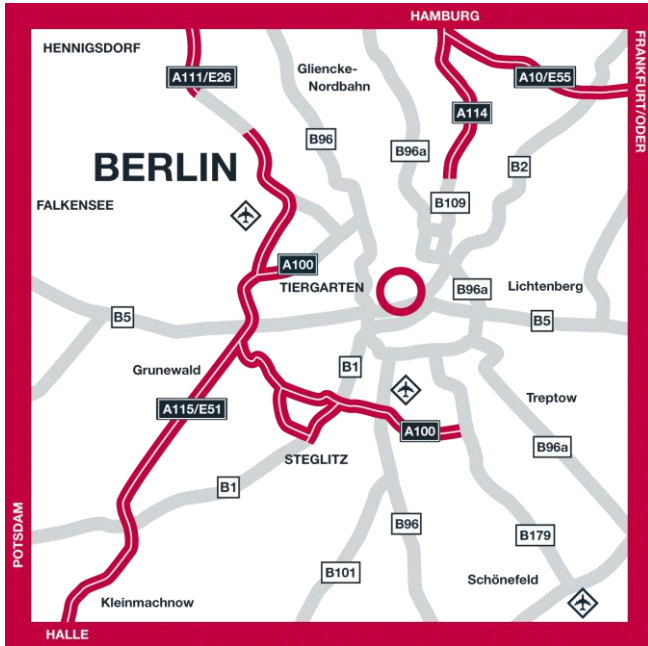 HAMBURG
FRANKFURT/ODER
HENNIGSDORF
A111/E26
Gliencke-
Nordbahn
A10/E55
A114
B96
B96a
B2
BERLIN
FALKENSEE
B109
A100
TIERGARTEN
B96a
Lichtenberg
B5
B5
Grunewald
B1
A115/E51
Treptow
A100
B96a
STEGLITZ
B1
B96
B179
POTSDAM
B101
Schönefeld
Kleinmachnow
HALLE